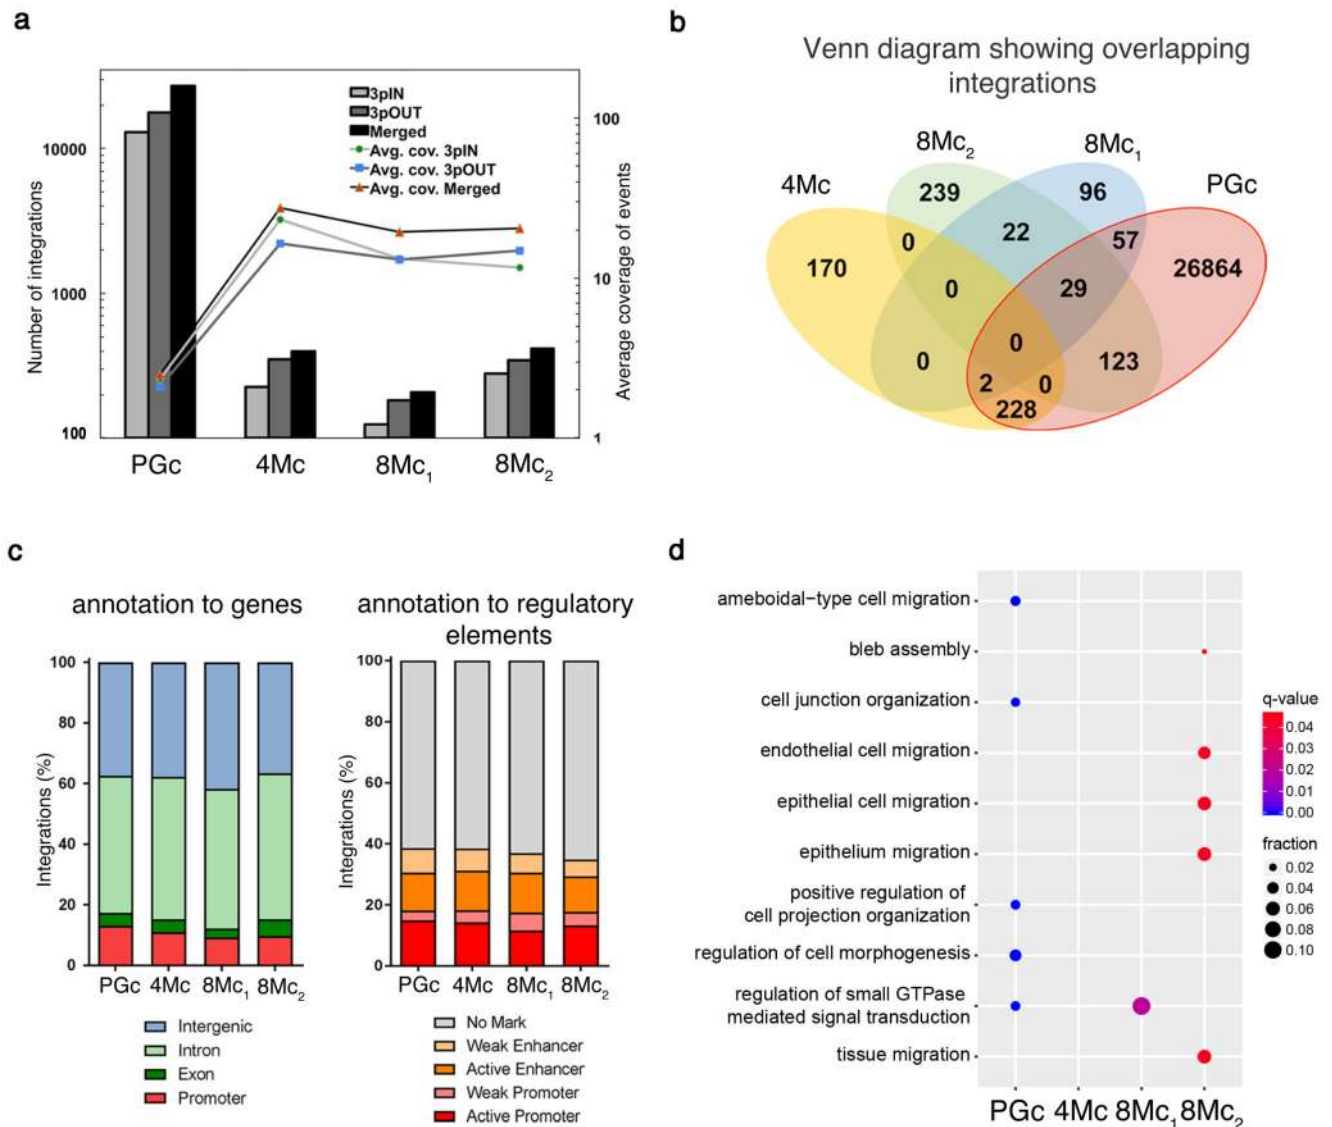 a
3pIN
3pOUT
Merged
Avg. cov. 3pIN
Avg. cov. 3pOUT
Avg. cov. Merged
Number of integrations
10000
1000
100
Average coverage of events
100
10
1
PGc 4Mc 8Mc1 8Mc2
b
Venn diagram showing overlapping
integrations
4Mc 8Mc2 8Mc1 PGc
239 96
0 22 57
170 0 29 26864
0 0 123
2 0
228
c
annotation to genes
Integrations (%)
100
80
60
40
20
0
PGc 4Mc 8Mc1 8Mc2
Intergenic
Intron
Exon
Promoter
annotation to regulatory
elements
Integrations (%)
100
80
60
40
20
0
PGc 4Mc 8Mc1 8Mc2
No Mark
Weak Enhancer
Active Enhancer
Weak Promoter
Active Promoter
d
ameboidal−type cell migration
bleb assembly
cell junction organization
endothelial cell migration
epithelial cell migration
epithelium migration
positive regulation of
cell projection organization
regulation of cell morphogenesis
regulation of small GTPase
mediated signal transduction
tissue migration
PGc 4Mc 8Mc1 8Mc2
q-value
0.04
0.03
0.02
0.01
0.00
fraction
0.02
0.04
0.06
0.08
0.10